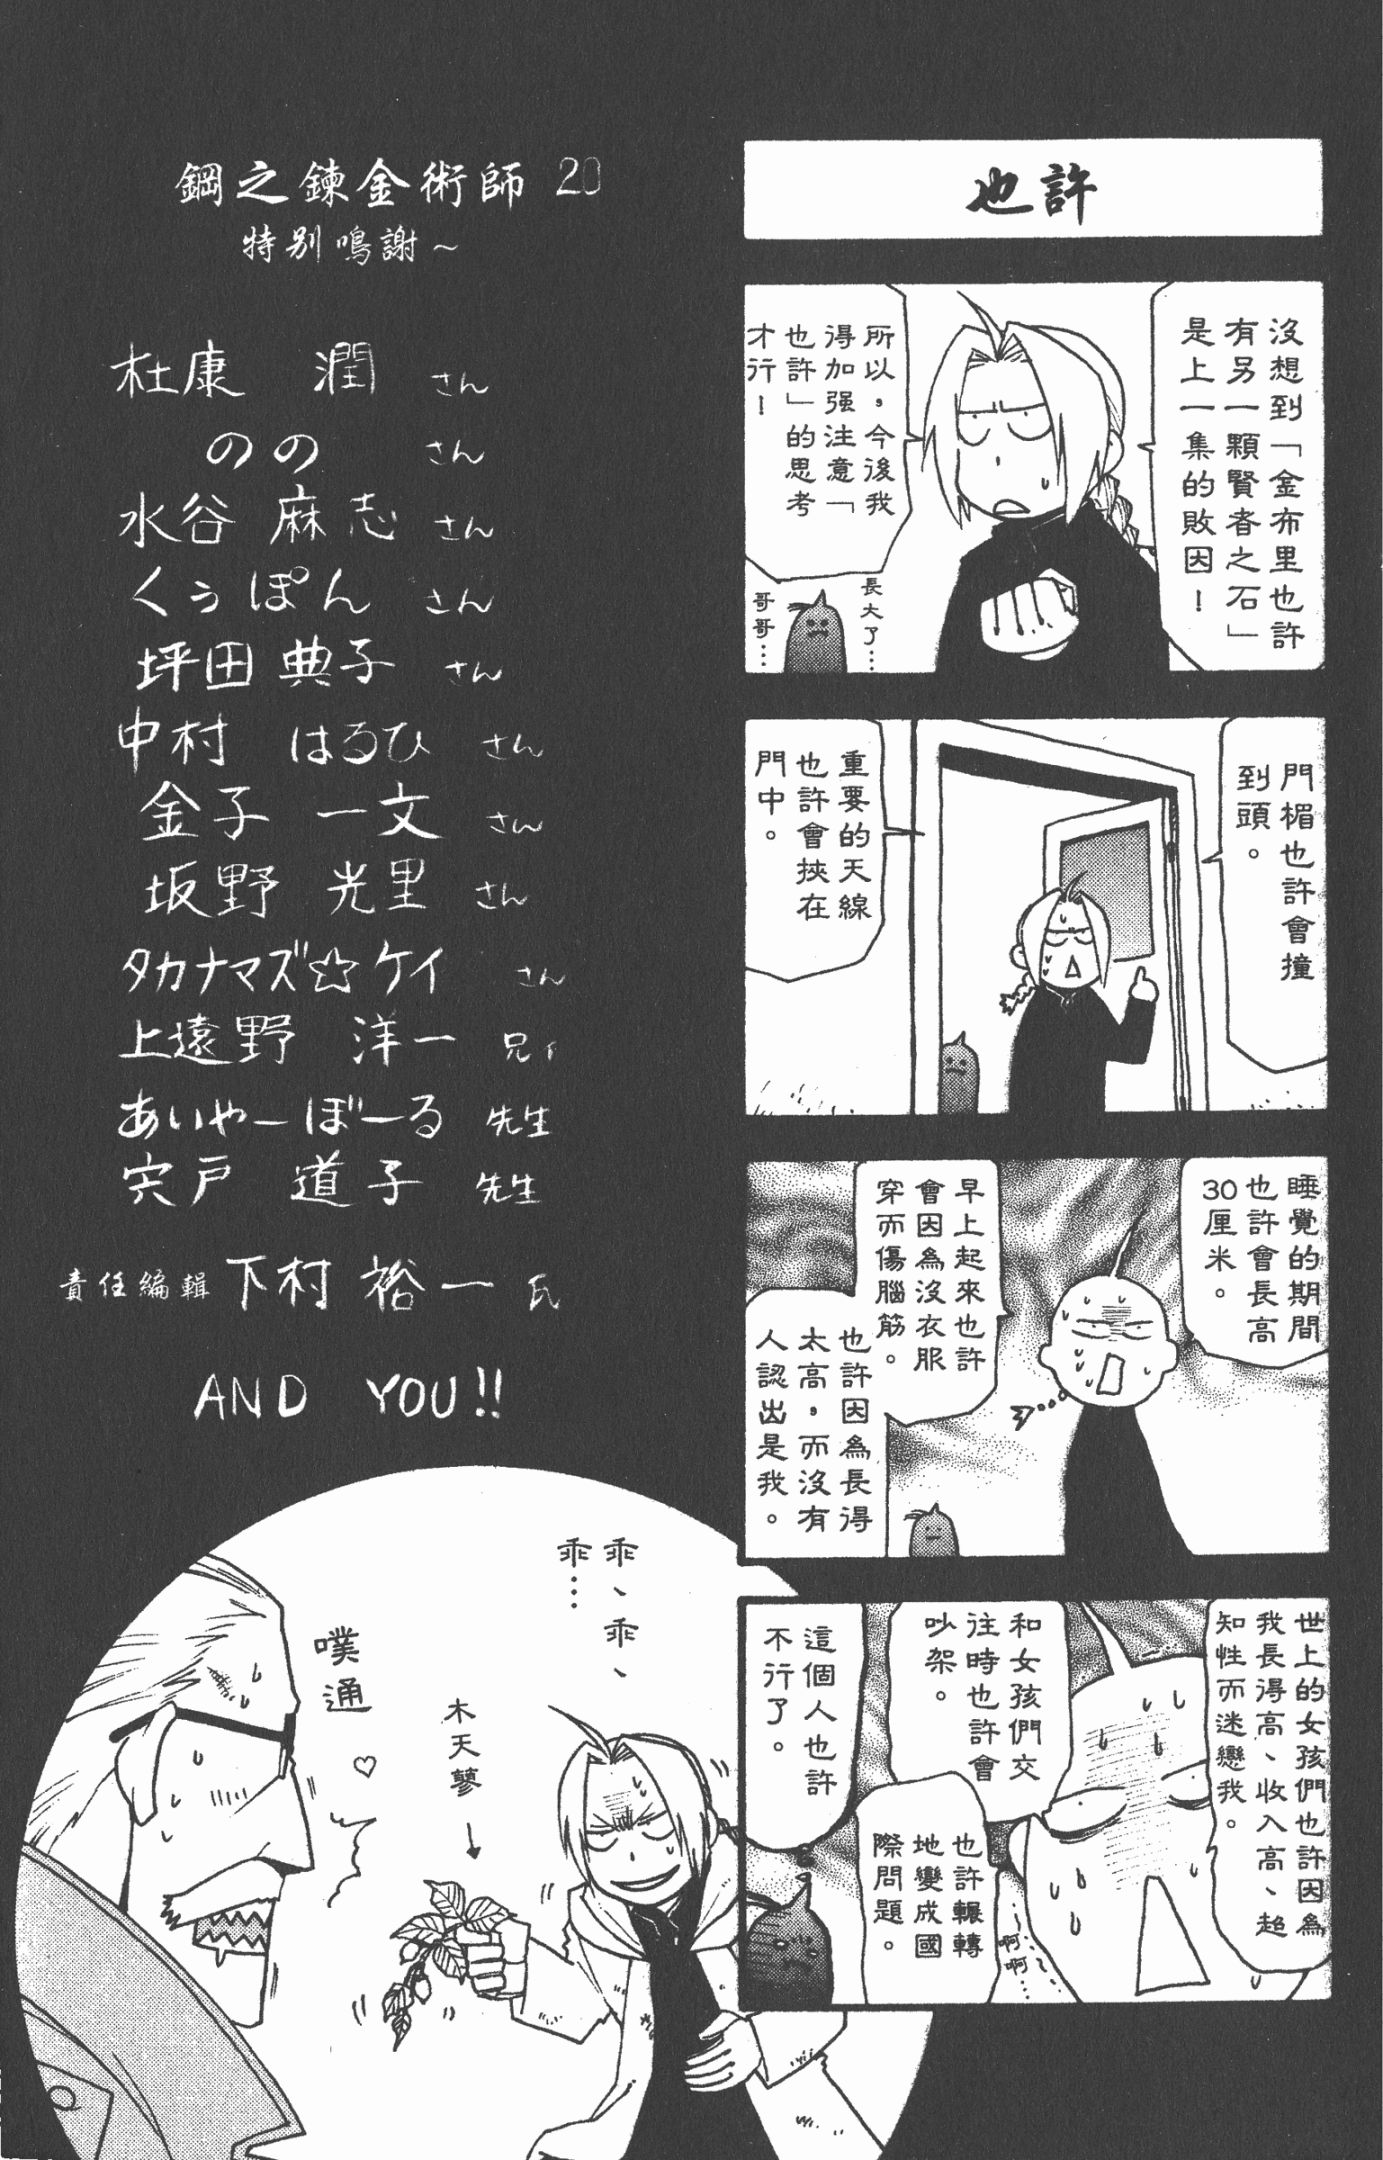 也許
沒想到「金布里也許
有另一顆賢者之石」
是上一集的敗因！
所以，今後我
得加强注意「
也許」的思考
才行！
長大了…
哥哥…
門楣也許會撞
到頭。
重要的天線
也許會挾在
門中。
睡覺的期間
也許會長高
30厘米。
早上起來也許
會因為沒衣服
穿而傷腦筋。
也許因為長得
太高，而沒有
人認出是我。
世上的女孩們也許因為
我長得高、收入高、超
知性而迷戀我。
和女孩們交
往時也許會
吵架。
也許輾轉
地變成國
際問題。
啊…
啊…
這個人也許
不行了。
鋼之鍊金術師 20
特别鳴謝～
杜康 潤 さん
のの さん
水谷 麻志 さん
くぅぽん さん
坪田 典子 さん
中村 はるひ さん
金子 一文 さん
坂野 光里 さん
タカナマズ☆ケイ さん
上遠野 洋一 兄ィ
あいやーぼーる 先生
宍戸 道子 先生
責任編輯 下村 裕一 氏
AND YOU!!
乖、乖、
乖…
噗通
♡
木天蓼
↓